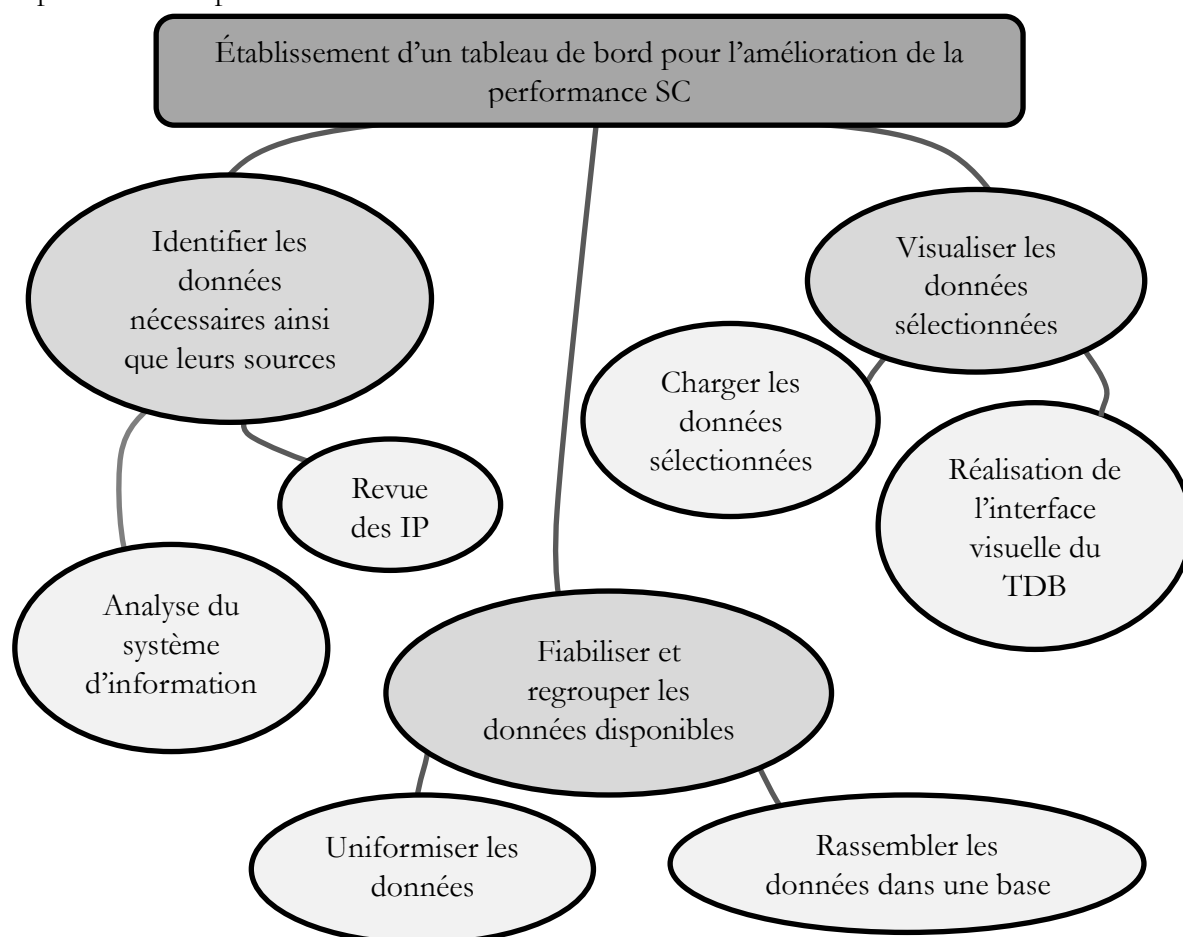 Établissement d'un tableau de bord pour l'amélioration de la
performance SC
Identifier les
données
nécessaires ainsi
que leurs sources
Visualiser les
données
sélectionnées
Charger les
données
sélectionnées
Réalisation de
l'interface
visuelle du
TDB
Revue
des IP
Analyse du
système
d'information
Fiabiliser et
regrouper les
données disponibles
Uniformiser les
données
Rassembler les
données dans une base